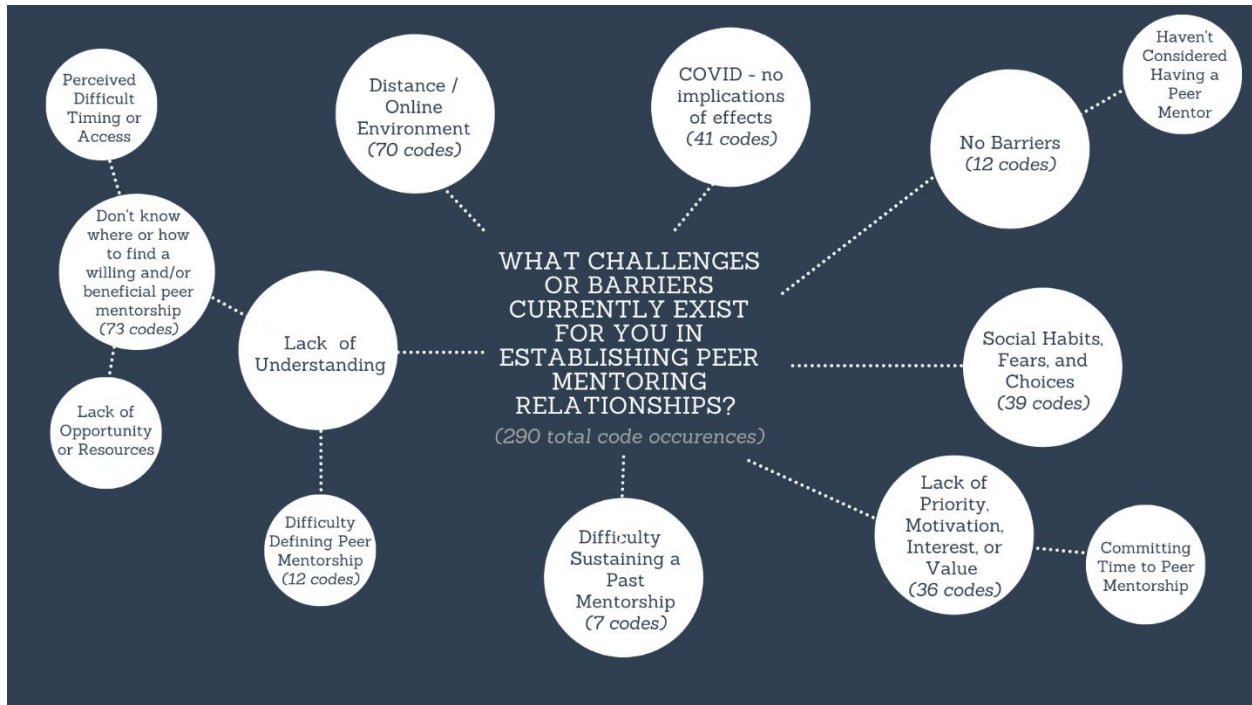 Perceived
Difficult
Timing or
Access
Distance /
Online
Environment
(70 codes)
COVID - no
implications
of effects
(41 codes)
No Barriers
(12 codes)
Haven't
Considered
Having a
Peer
Mentor
Don't know
where or how
to find a
willing and/or
beneficial peer
mentorship
(73 codes)
Lack of
Understanding
Lack of
Opportunity
or Resources
Difficulty
Defining Peer
Mentorship
(12 codes)
WHAT CHALLENGES
OR BARRIERS
CURRENTLY EXIST
FOR YOU IN
ESTABLISHING PEER
MENTORING
RELATIONSHIPS?
(290 total code occurences)
Social Habits,
Fears, and
Choices
(39 codes)
Difficulty
Sustaining a
Past
Mentorship
(7 codes)
Lack of
Priority,
Motivation,
Interest, or
Value
(36 codes)
Committing
Time to Peer
Mentorship